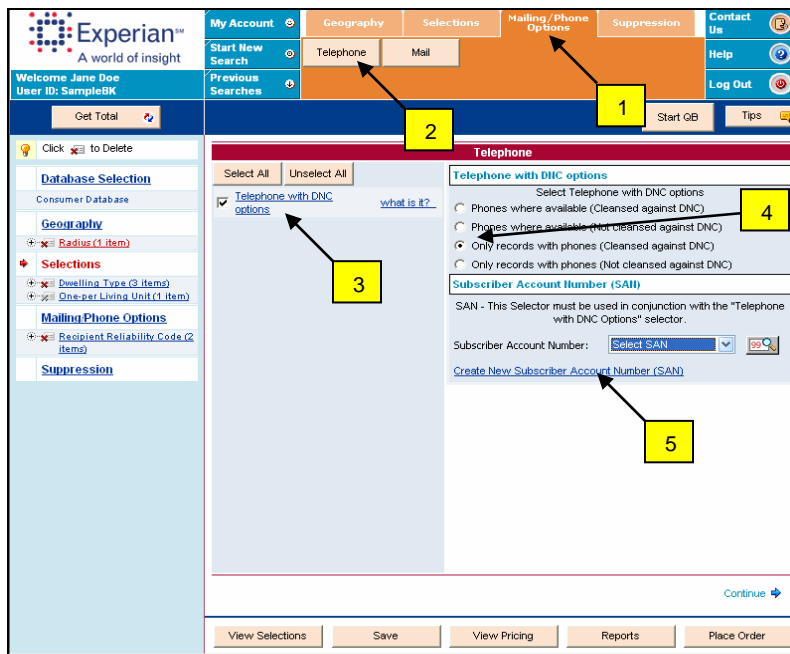 Experian℠
A world of insight
Welcome Jane Doe
User ID: SampleBK
My Account
Start New
Search
Previous
Searches
Geography
Selections
Mailing/Phone
Options
Suppression
Telephone
Mail
Contact
Us
Help
Log Out
1
2
Get Total
Start QB
Tips
Click to Delete
Database Selection
Consumer Database
Geography
Radius (1 item)
Selections
Dwelling Type (3 items)
One-per Living Unit (1 item)
Mailing/Phone Options
Recipient Reliability Code (2
items)
Suppression
Telephone
Select All
Unselect All
Telephone with DNC
options
what is it?
3
Telephone with DNC options
Select Telephone with DNC options
Phones where available (Cleansed against DNC)
Phones where available (Not cleansed against DNC)
Only records with phones (Cleansed against DNC)
Only records with phones (Not cleansed against DNC)
4
Subscriber Account Number (SAN)
SAN - This Selector must be used in conjunction with the "Telephone
with DNC Options" selector.
Subscriber Account Number:
Select SAN
99
Create New Subscriber Account Number (SAN)
5
Continue
View Selections
Save
View Pricing
Reports
Place Order